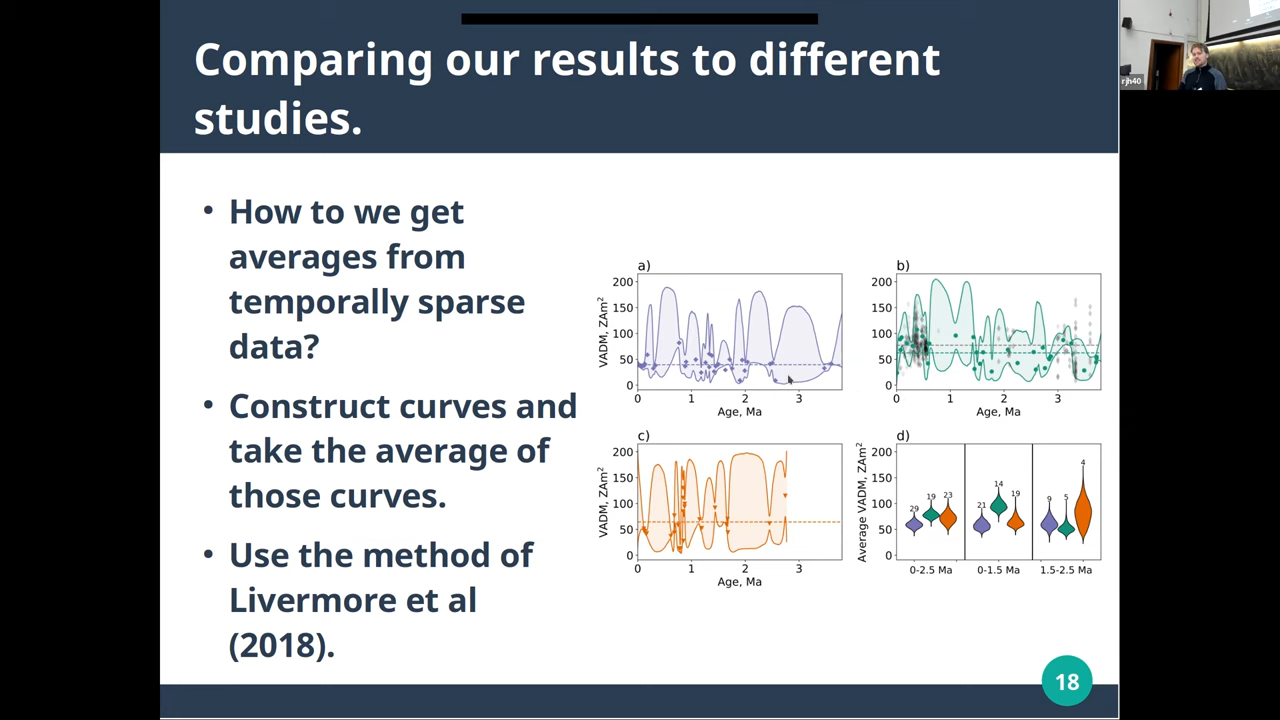 Comparing our results to different
studies.
rjh40
• How to we get
averages from
temporally sparse
data?
• Construct curves and
take the average of
those curves.
• Use the method of
Livermore et al
(2018).
a)
200
150
100
50
0
VADM, ZAm²
0 1 2 3
Age, Ma
b)
200
150
100
50
0
0 1 2 3
Age, Ma
c)
200
150
100
50
0
VADM, ZAm²
0 1 2 3
Age, Ma
d)
200
150
100
50
0
Average VADM, ZAm²
29 19 23 21 14 19 9 5 4
0-2.5 Ma 0-1.5 Ma 1.5-2.5 Ma
18